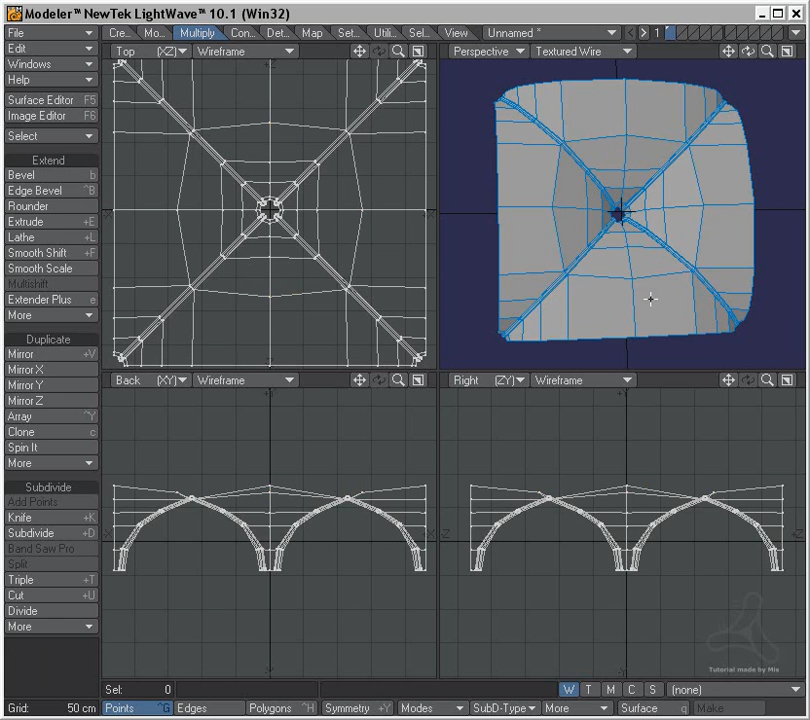 Modeler™ NewTek LightWave™ 10.1 (Win32)
File Cre... Mo... Multiply Con... Det... Map Set... Utili... Sel... View Unnamed * 1
Edit
Windows
Help
Surface Editor F5
Image Editor F6
Select
Extend
Bevel b
Edge Bevel ^B
Rounder
Extrude +E
Lathe +L
Smooth Shift +F
Smooth Scale
Multishift
Extender Plus e
More
Duplicate
Mirror +V
Mirror X
Mirror Y
Mirror Z
Array ^Y
Clone c
Spin It
More
Subdivide
Add Points
Knife +K
Subdivide +D
Band Saw Pro
Split
Triple +T
Cut +U
Divide
More
Top (XZ) Wireframe
Perspective Textured Wire
Back (XY) Wireframe
Right (ZY) Wireframe
Tutorial made by Mis
Sel: 0 W T M C S (none)
Grid: 50 cm Points ^G Edges Polygons ^H Symmetry +Y Modes SubD-Type More Surface q Make